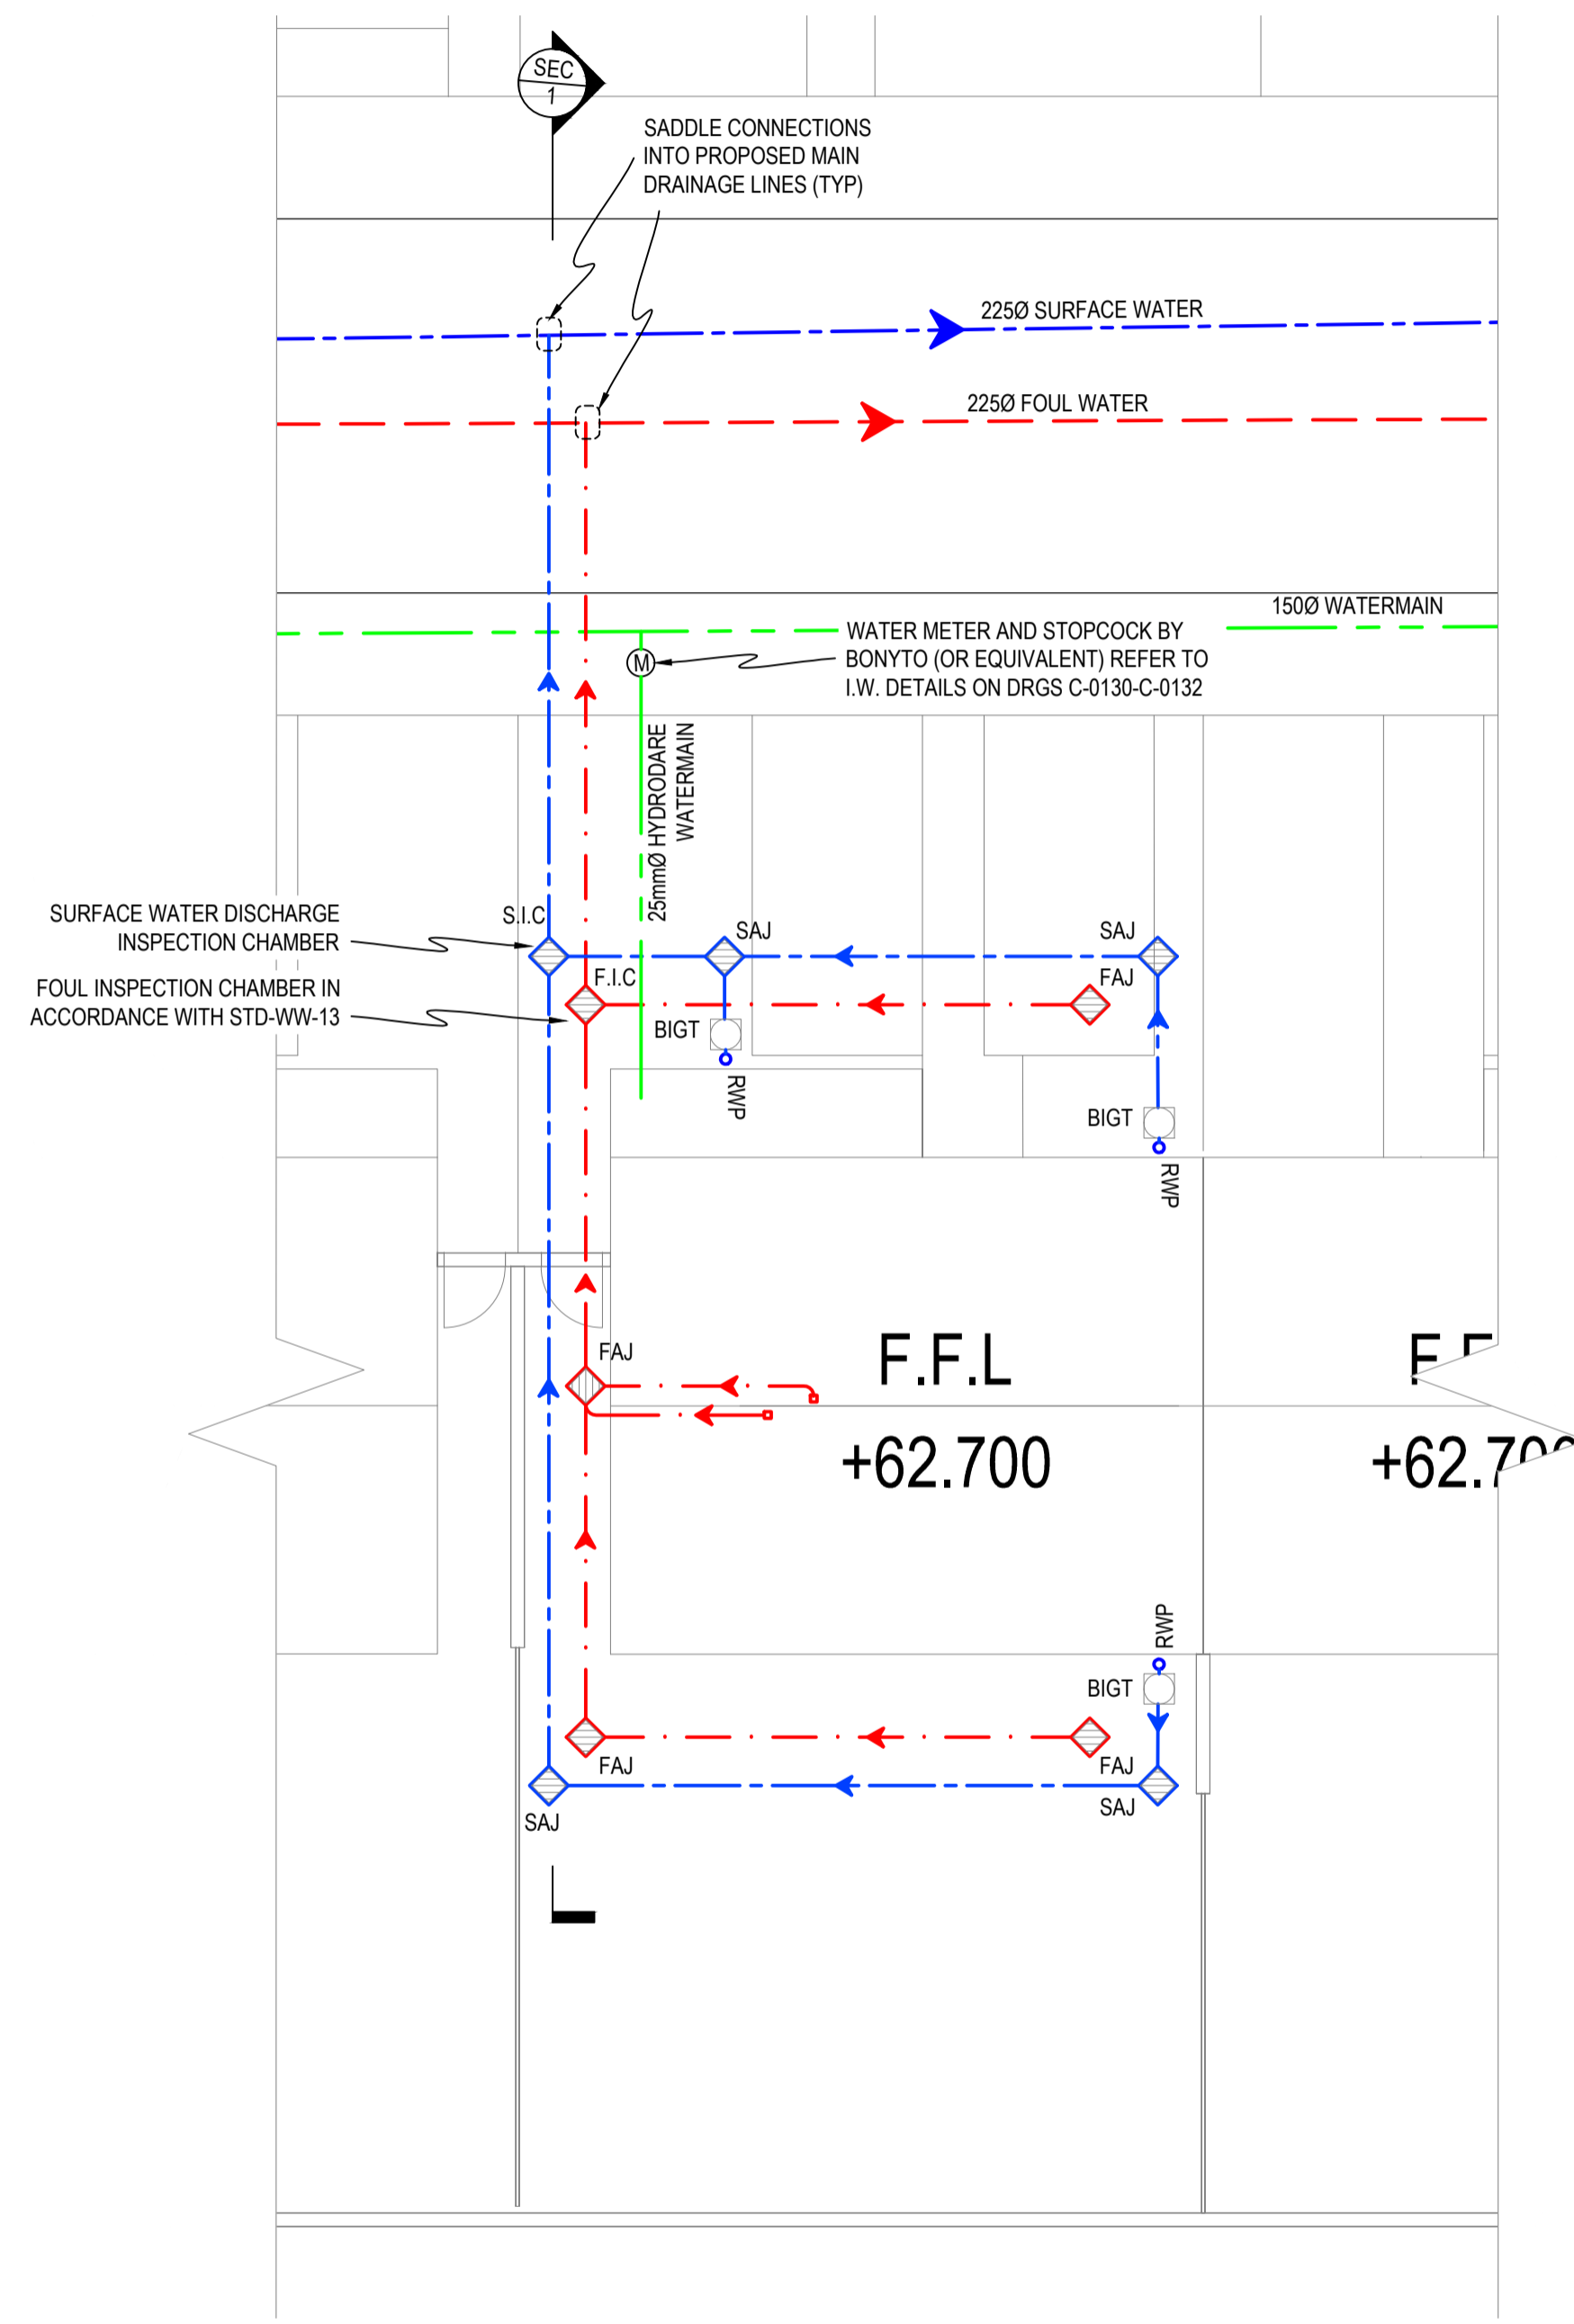 SEC
1
SADDLE CONNECTIONS
INTO PROPOSED MAIN
DRAINAGE LINES (TYP)
225Ø SURFACE WATER
225Ø FOUL WATER
150Ø WATERMAIN
WATER METER AND STOPCOCK BY
BONYTO (OR EQUIVALENT) REFER TO
I.W. DETAILS ON DRGS C-0130-C-0132
M
25mmØ HYDRODARE
WATERMAIN
SURFACE WATER DISCHARGE
INSPECTION CHAMBER
S.I.C
SAJ
SAJ
FOUL INSPECTION CHAMBER IN
ACCORDANCE WITH STD-WW-13
F.I.C
FAJ
BIGT
RWP
BIGT
RWP
FAJ
F.F.L
+62.700
F.F
+62.700
RWP
BIGT
FAJ
FAJ
SAJ
SAJ